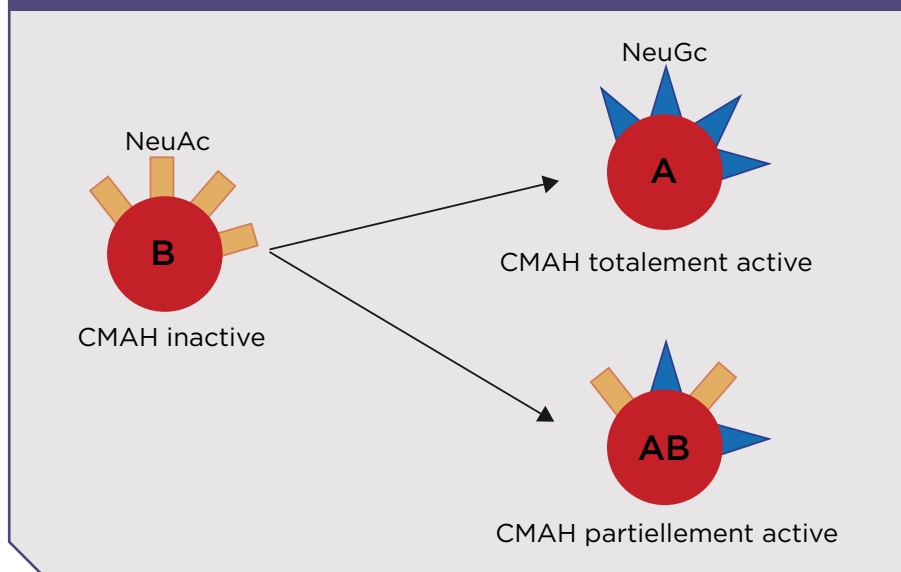 NeuGc
A
CMAH totalement active
NeuAc
B
CMAH inactive
AB
CMAH partiellement active